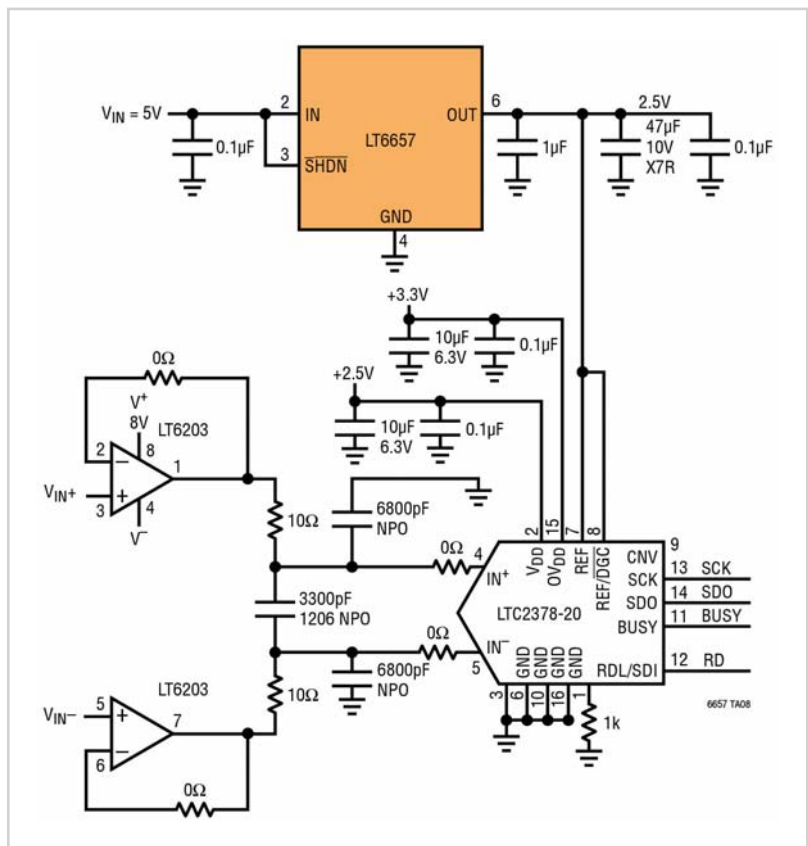 V_IN = 5V
0.1µF
2
IN
3
SHDN
LT6657
OUT
6
GND
4
1µF
2.5V
47µF
10V
X7R
0.1µF
+3.3V
10µF
6.3V
0.1µF
+2.5V
10µF
6.3V
0.1µF
0Ω
V+
8V
LT6203
2
8
1
−
+
V_IN+
3
4
V−
10Ω
6800pF
NPO
0Ω
4
IN+
3300pF
1206 NPO
0Ω
IN−
5
6800pF
NPO
10Ω
LT6203
V_IN−
5
+
7
−
6
0Ω
2
15
7
8
V_DD
OV_DD
REF
REF/DGC
9
CNV
13
SCK
SCK
14
SDO
SDO
11
BUSY
BUSY
12
RDL/SDI
RD
LTC2378-20
GND
GND
GND
GND
3
6
10
16
1
1k
6657 TA08